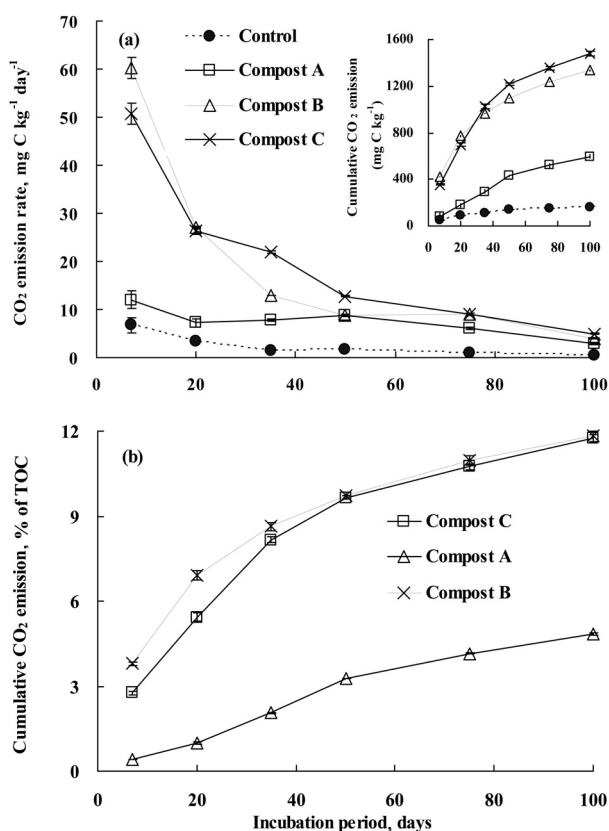 CO₂ emission rate, mg C kg⁻¹ day⁻¹
70
60
50
40
30
20
10
0
(a)
Control
Compost A
Compost B
Compost C
Cumulative CO₂ emission
(mg C kg⁻¹)
1600
1200
800
400
0
0 20 40 60 80 100
0 20 40 60 80 100
Cumulative CO₂ emission, % of TOC
12
9
6
3
0
(b)
Compost C
Compost A
Compost B
0 20 40 60 80 100
Incubation period, days